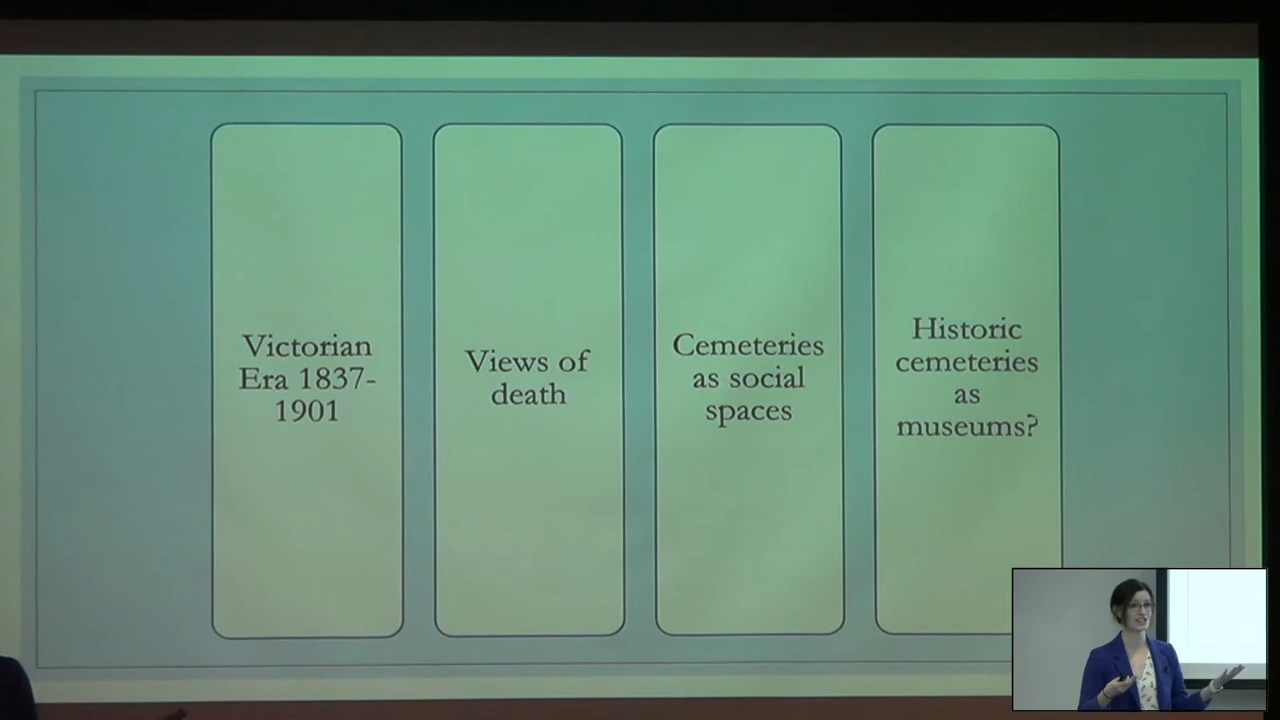 Victorian
Era 1837-
1901
Views of
death
Cemeteries
as social
spaces
Historic
cemeteries
as
museums?